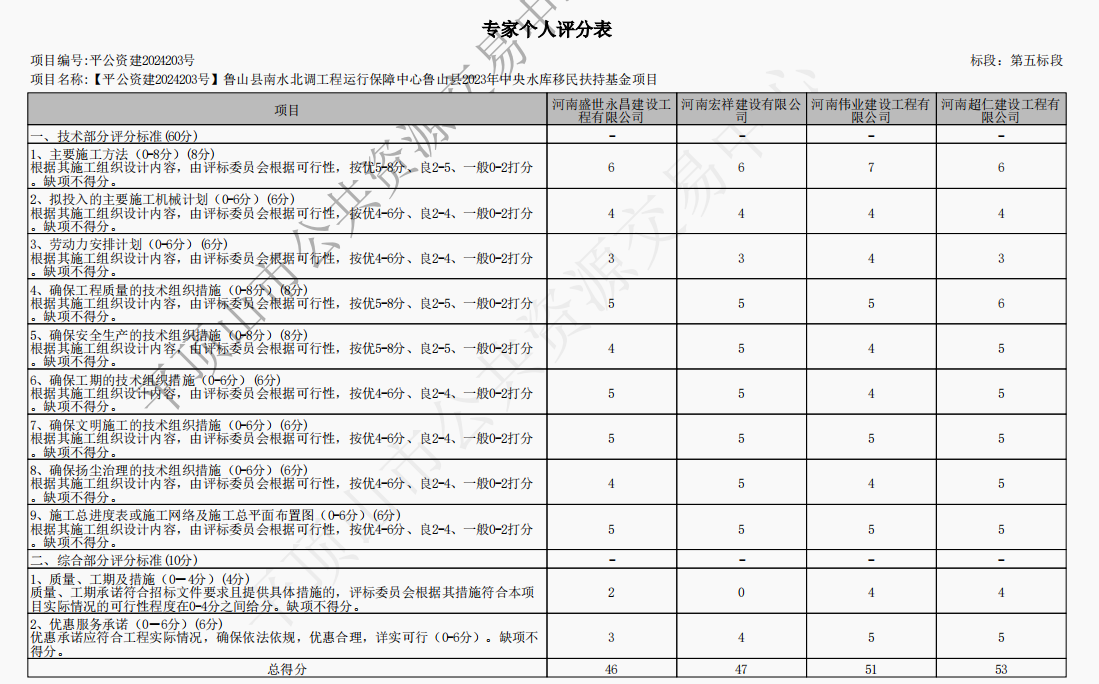 专家个人评分表
项目编号:平公资建2024203号
标段：第五标段
项目名称:【平公资建2024203号】鲁山县南水北调工程运行保障中心鲁山县2023年中央水库移民扶持基金项目
项目 河南盛世永昌建设工程有限公司 河南宏祥建设有限公司 河南伟业建设工程有限公司 河南超仁建设工程有限公司
一、技术部分评分标准(60分) - - - -
1、主要施工方法（0-8分）(8分)
根据其施工组织设计内容，由评标委员会根据可行性，按优5-8分、良2-5、一般0-2打分 6 6 7 6
。缺项不得分。
2、拟投入的主要施工机械计划（0-6分）(6分)
根据其施工组织设计内容，由评标委员会根据可行性，按优4-6分、良2-4、一般0-2打分 4 4 4 4
。缺项不得分。
3、劳动力安排计划（0-6分）(6分)
根据其施工组织设计内容，由评标委员会根据可行性，按优4-6分、良2-4、一般0-2打分 3 3 4 3
。缺项不得分。
4、确保工程质量的技术组织措施（0-8分）(8分)
根据其施工组织设计内容，由评标委员会根据可行性，按优5-8分、良2-5、一般0-2打分 5 5 5 6
。缺项不得分。
5、确保安全生产的技术组织措施（0-8分）(8分)
根据其施工组织设计内容，由评标委员会根据可行性，按优5-8分、良2-5、一般0-2打分 4 5 4 5
。缺项不得分。
6、确保工期的技术组织措施（0-6分）(6分)
根据其施工组织设计内容，由评标委员会根据可行性，按优4-6分、良2-4、一般0-2打分 5 5 4 5
。缺项不得分。
7、确保文明施工的技术组织措施（0-6分）(6分)
根据其施工组织设计内容，由评标委员会根据可行性，按优4-6分、良2-4、一般0-2打分 5 5 5 5
。缺项不得分。
8、确保扬尘治理的技术组织措施（0-6分）(6分)
根据其施工组织设计内容，由评标委员会根据可行性，按优4-6分、良2-4、一般0-2打分 4 5 4 5
。缺项不得分。
9、施工总进度表或施工网络及施工总平面布置图（0-6分）(6分)
根据其施工组织设计内容，由评标委员会根据可行性，按优4-6分、良2-4、一般0-2打分 5 5 5 5
。缺项不得分。
二、综合部分评分标准(10分) - - - -
1、质量、工期及措施（0—4分）(4分)
质量、工期承诺符合招标文件要求且提供具体措施的，评标委员会根据其措施符合本项 2 0 4 4
目实际情况的可行性程度在0-4分之间给分。缺项不得分。
2、优惠服务承诺（0—6分）(6分)
优惠承诺应符合工程实际情况，确保依法依规，优惠合理，详实可行（0-6分）。缺项不 3 4 5 5
得分。
总得分 46 47 51 53
平顶山市公共资源交易中心
平顶山市公共资源交易中心